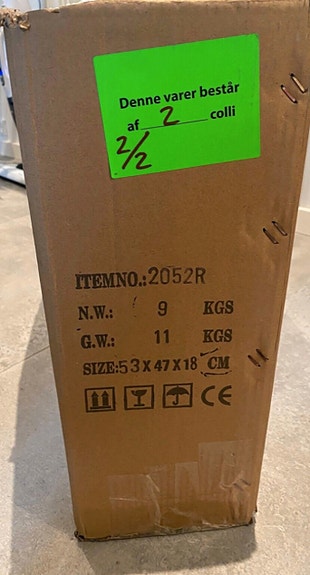 Denne varer består
af 2 colli
2/2
ITEMNO.:2052R
N.W.: 9 KGS
G.W.: 11 KGS
SIZE:53X47X18 CM
CE